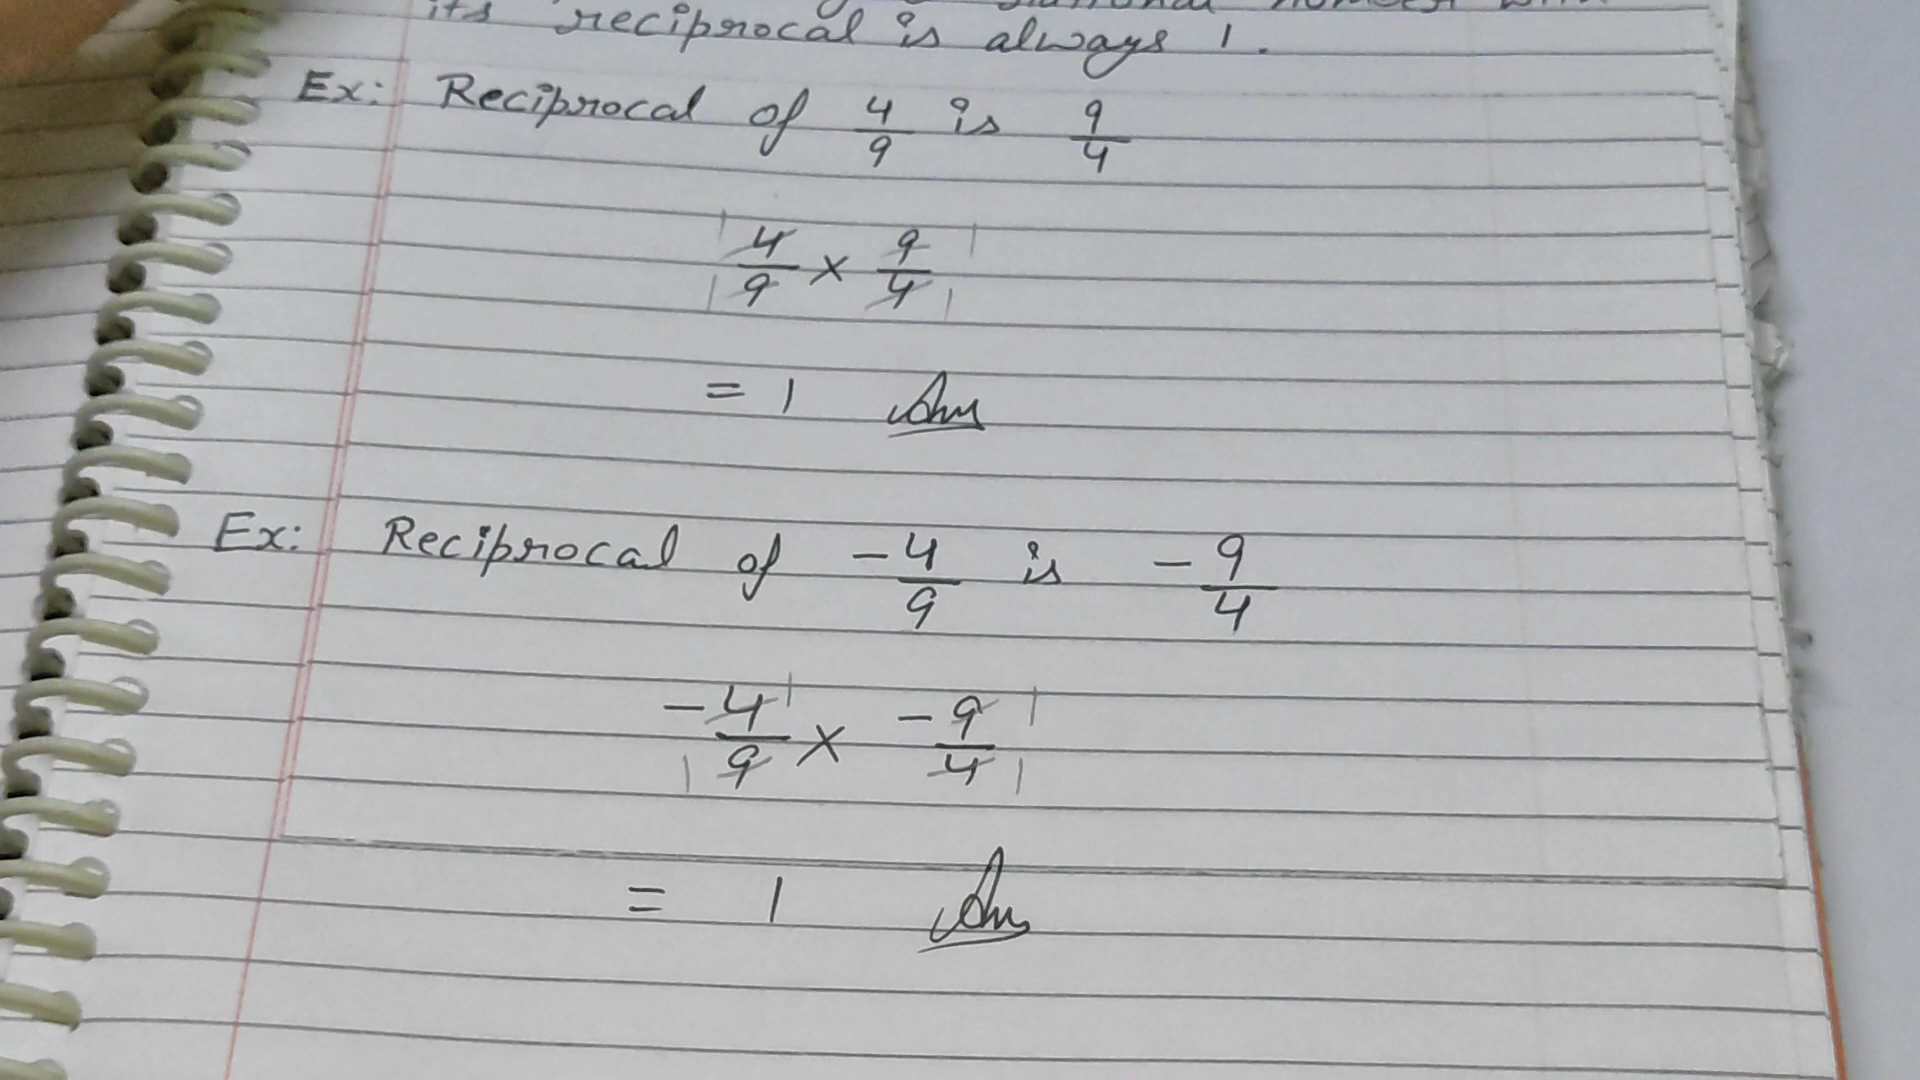 its reciprocal is always 1.
Ex: Reciprocal of 4/9 is 9/4
4/9 × 9/4
= 1 Ans
Ex: Reciprocal of -4/9 is -9/4
-4/9 × -9/4
= 1 Ans